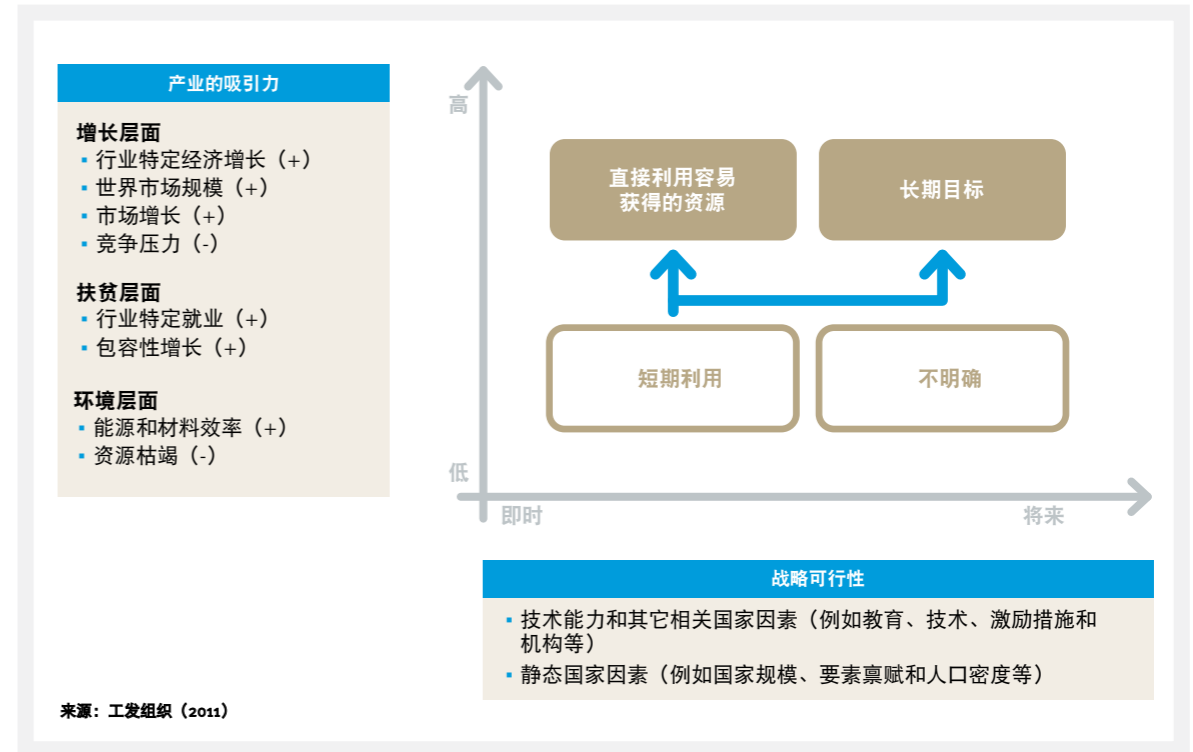 产业的吸引力
增长层面
▪ 行业特定经济增长（+）
▪ 世界市场规模（+）
▪ 市场增长（+）
▪ 竞争压力（-）
扶贫层面
▪ 行业特定就业（+）
▪ 包容性增长（+）
环境层面
▪ 能源和材料效率（+）
▪ 资源枯竭（-）
高
直接利用容易
获得的资源
长期目标
短期利用
不明确
低
即时
将来
战略可行性
▪ 技术能力和其它相关国家因素（例如教育、技术、激励措施和
机构等）
▪ 静态国家因素（例如国家规模、要素禀赋和人口密度等）
来源：工发组织（2011）